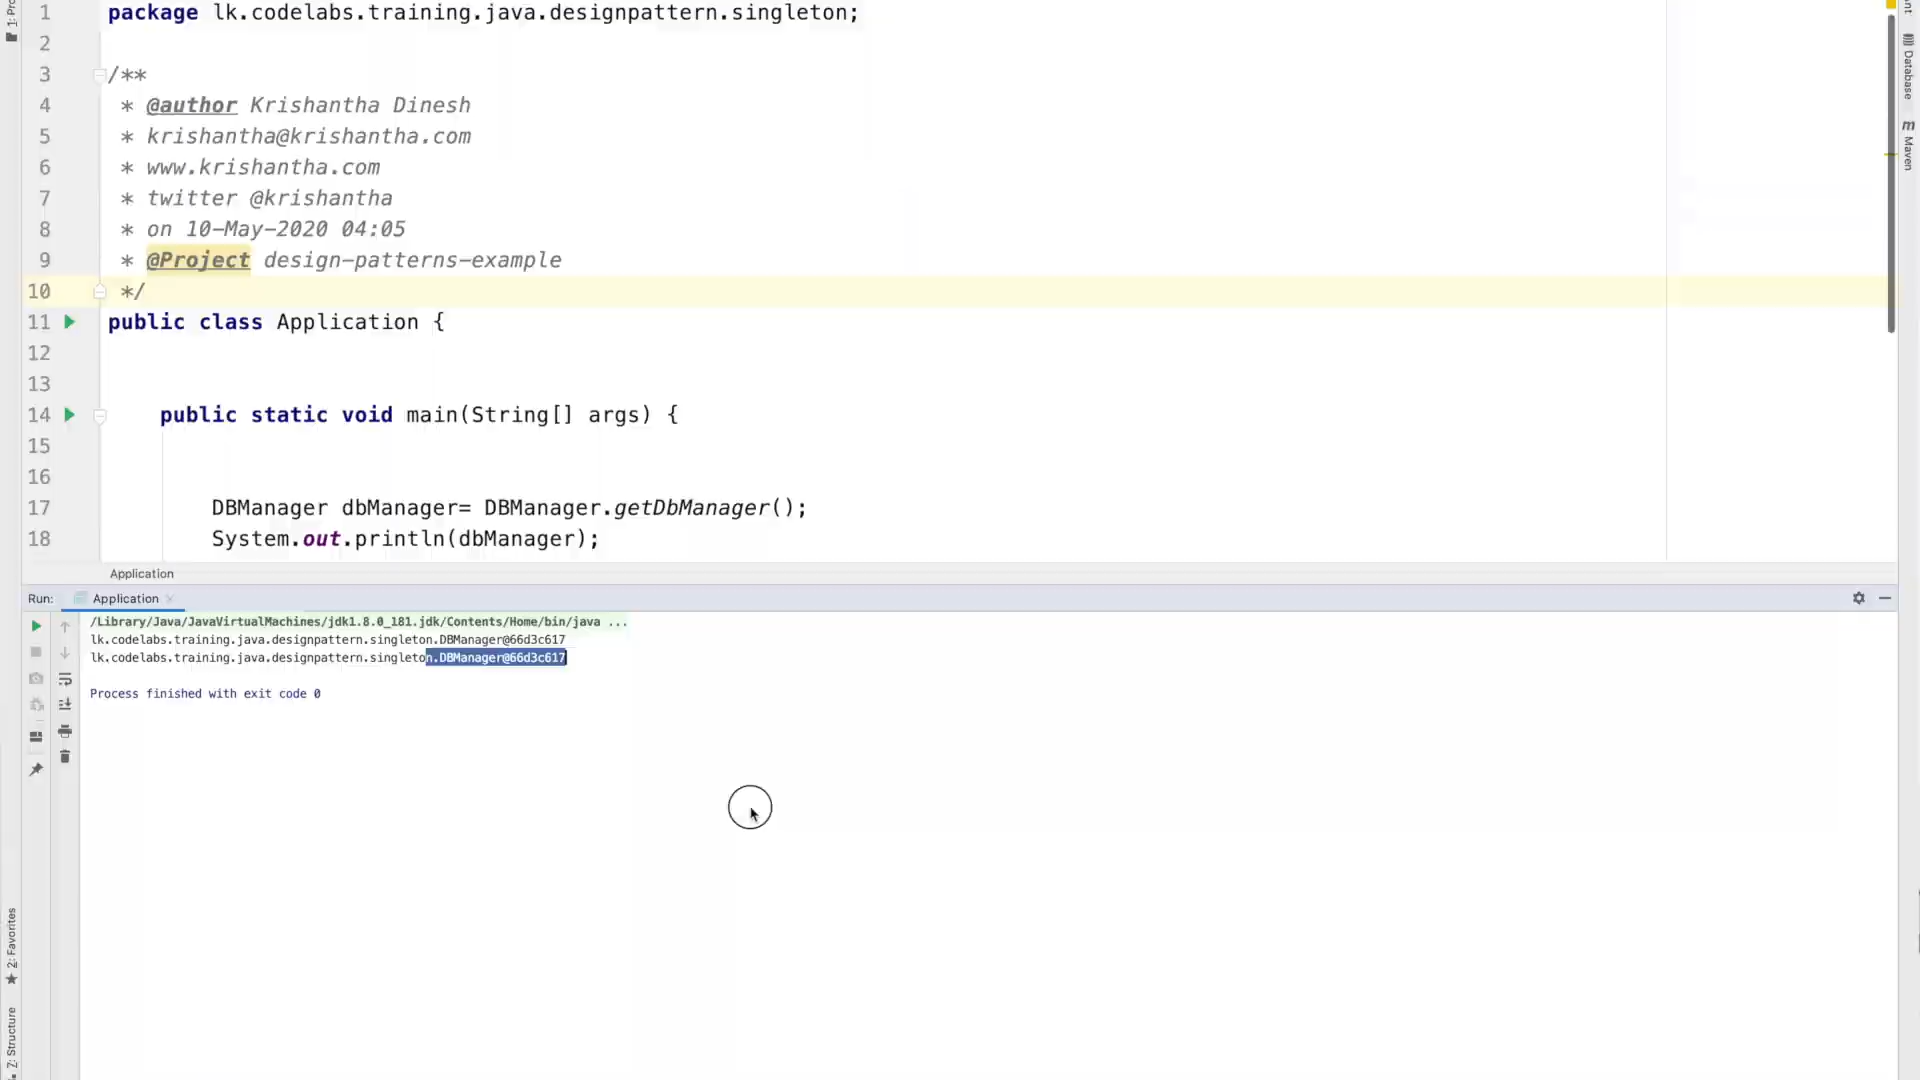 1 package lk.codelabs.training.java.designpattern.singleton;
2
3 /**
4 * @author Krishantha Dinesh
5 * krishantha@krishantha.com
6 * www.krishantha.com
7 * twitter @krishantha
8 * on 10-May-2020 04:05
9 * @Project design-patterns-example
10 */
11 public class Application {
12
13
14 public static void main(String[] args) {
15
16
17 DBManager dbManager= DBManager.getDbManager();
18 System.out.println(dbManager);
Application
Run: Application
/Library/Java/JavaVirtualMachines/jdk1.8.0_181.jdk/Contents/Home/bin/java ...
lk.codelabs.training.java.designpattern.singleton.DBManager@66d3c617
lk.codelabs.training.java.designpattern.singleton.DBManager@66d3c617
Process finished with exit code 0
2: Favorites
Z: Structure
Database
m Maven